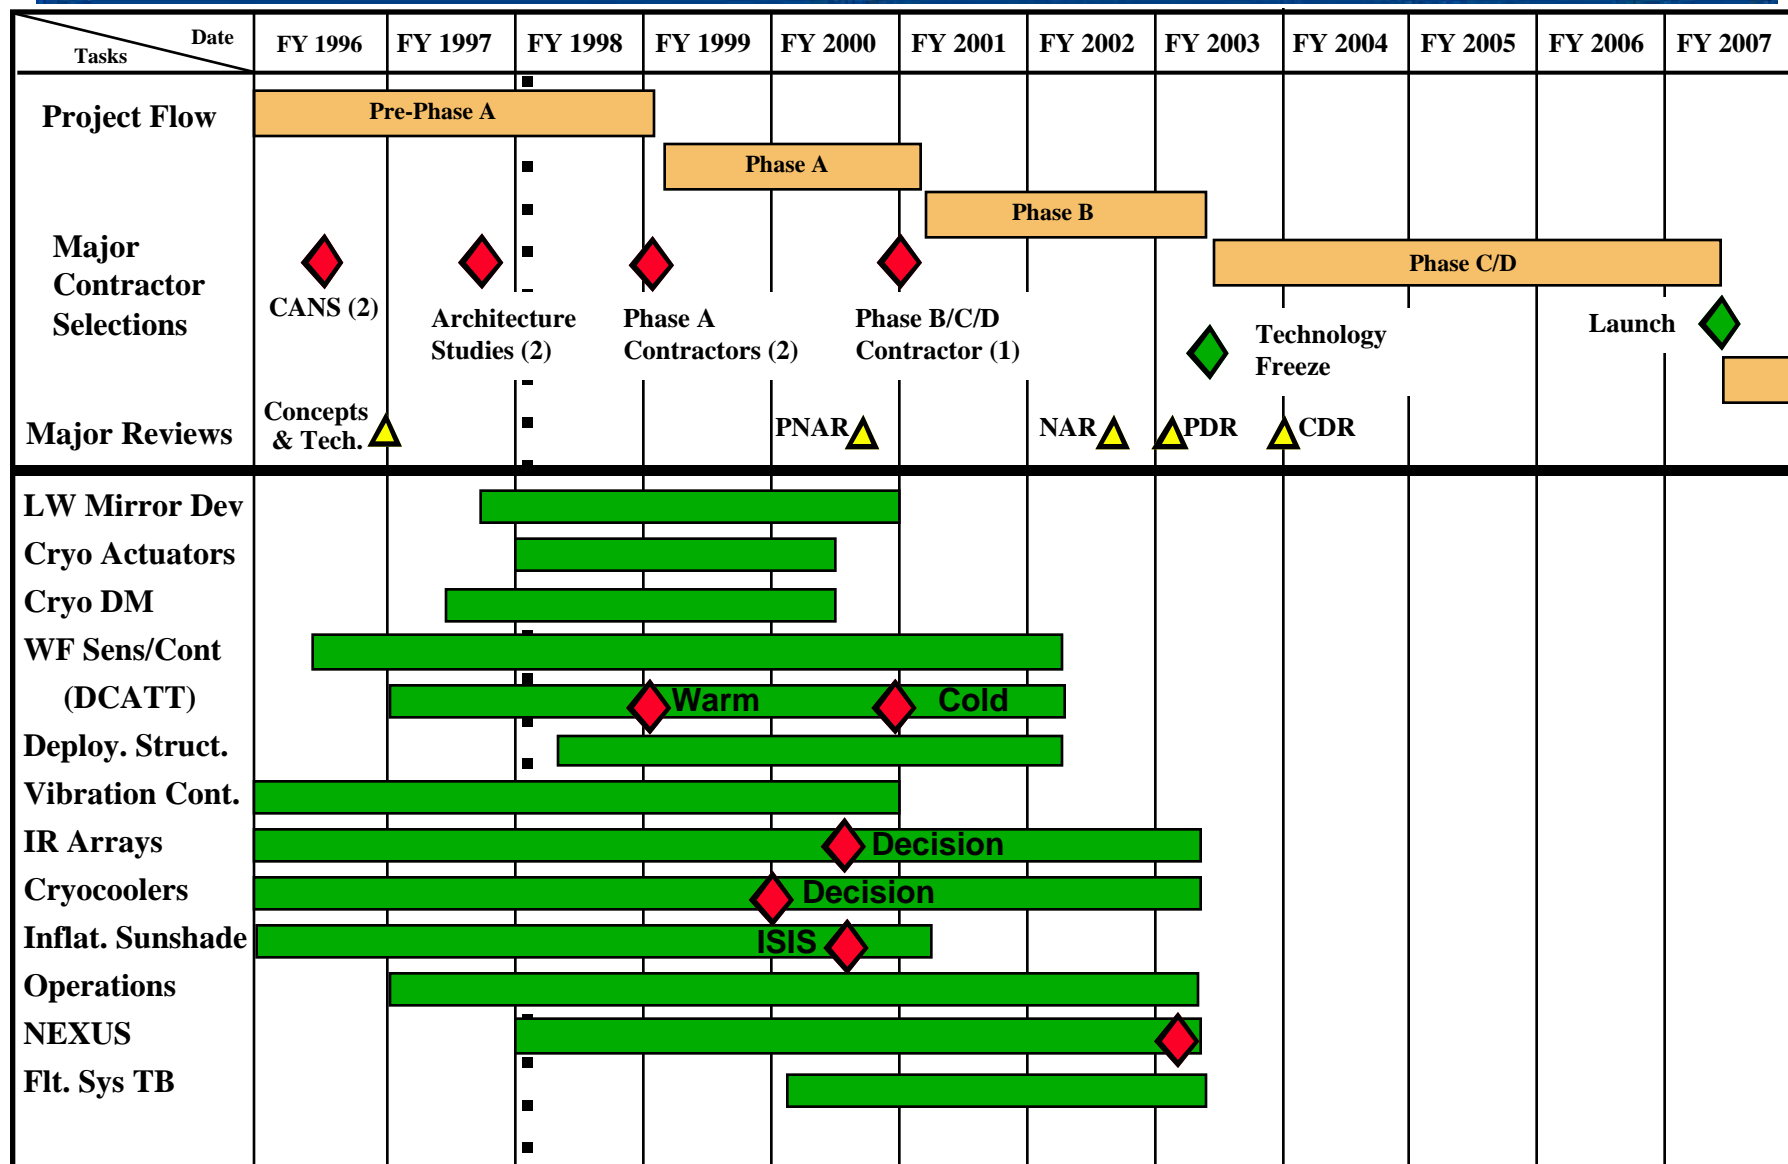 Date
Tasks
FY 1996
FY 1997
FY 1998
FY 1999
FY 2000
FY 2001
FY 2002
FY 2003
FY 2004
FY 2005
FY 2006
FY 2007
Project Flow
Pre-Phase A
Phase A
Phase B
Phase C/D
Major
Contractor
Selections
CANS (2)
Architecture
Studies (2)
Phase A
Contractors (2)
Phase B/C/D
Contractor (1)
Technology
Freeze
Launch
Major Reviews
Concepts
& Tech.
PNAR
NAR
PDR
CDR
LW Mirror Dev
Cryo Actuators
Cryo DM
WF Sens/Cont
(DCATT)
Warm
Cold
Deploy. Struct.
Vibration Cont.
IR Arrays
Decision
Cryocoolers
Decision
Inflat. Sunshade
ISIS
Operations
NEXUS
Flt. Sys TB